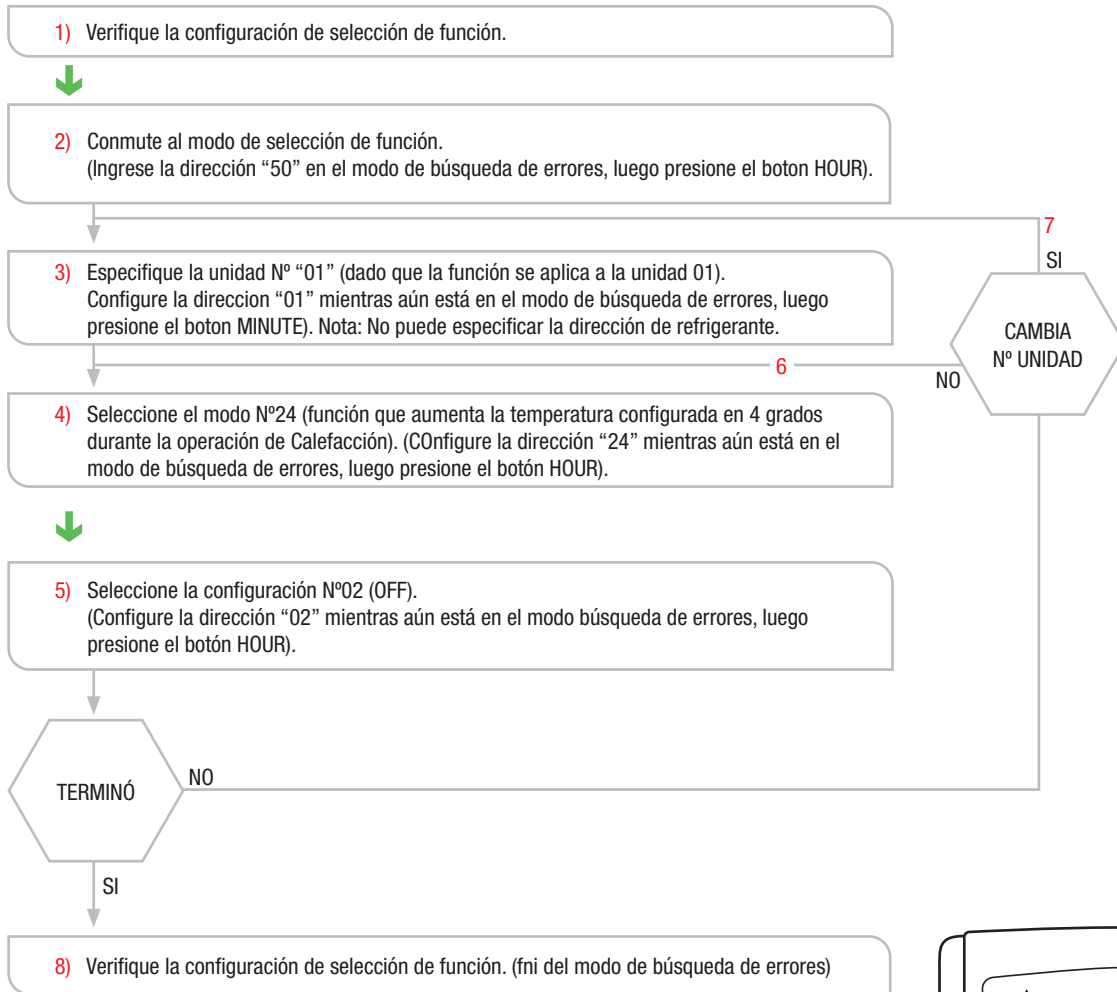 1) Verifique la configuración de selección de función.
2) Conmute al modo de selección de función.
(Ingrese la dirección “50” en el modo de búsqueda de errores, luego presione el boton HOUR).
7
SI
3) Especifique la unidad Nº “01” (dado que la función se aplica a la unidad 01).
Configure la direccion “01” mientras aún está en el modo de búsqueda de errores, luego
presione el boton MINUTE). Nota: No puede especificar la dirección de refrigerante.
CAMBIA
Nº UNIDAD
6
NO
4) Seleccione el modo Nº24 (función que aumenta la temperatura configurada en 4 grados
durante la operación de Calefacción). (COnfigure la dirección “24” mientras aún está en el
modo de búsqueda de errores, luego presione el botón HOUR).
5) Seleccione la configuración Nº02 (OFF).
(Configure la dirección “02” mientras aún está en el modo búsqueda de errores, luego
presione el botón HOUR).
TERMINÓ
NO
SI
8) Verifique la configuración de selección de función. (fni del modo de búsqueda de errores)